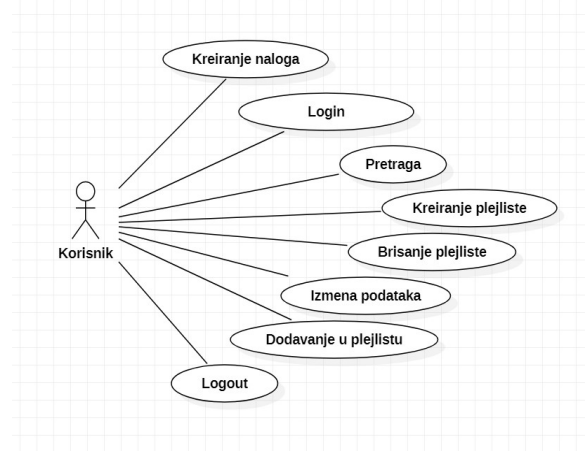 Kreiranje naloga
Login
Pretraga
Kreiranje plejliste
Korisnik
Brisanje plejliste
Izmena podataka
Dodavanje u plejlistu
Logout